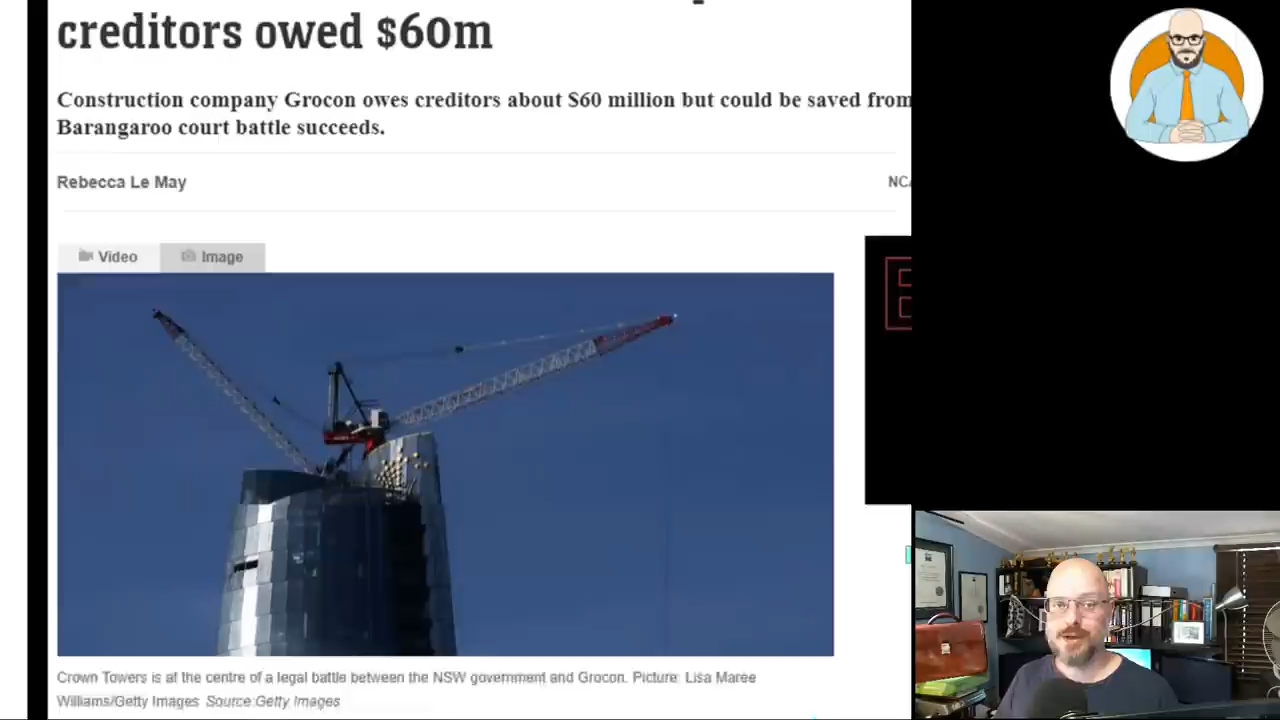 creditors owed $60m
Construction company Grocon owes creditors about $60 million but could be saved from
Barangaroo court battle succeeds.
Rebecca Le May
Video
Image
Crown Towers is at the centre of a legal battle between the NSW government and Grocon. Picture: Lisa Maree
Williams/Getty Images Source:Getty Images